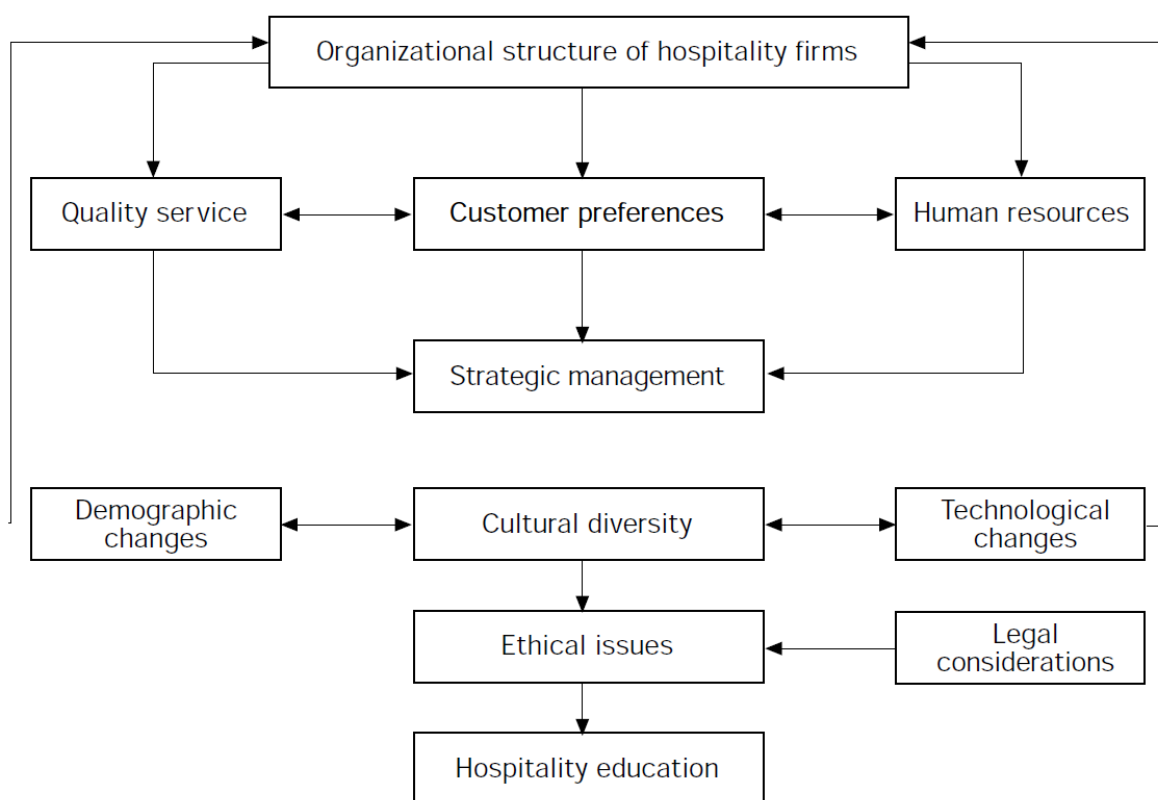 Organizational structure of hospitality firms
Quality service
Customer preferences
Human resources
Strategic management
Demographic
changes
Cultural diversity
Technological
changes
Ethical issues
Legal
considerations
Hospitality education